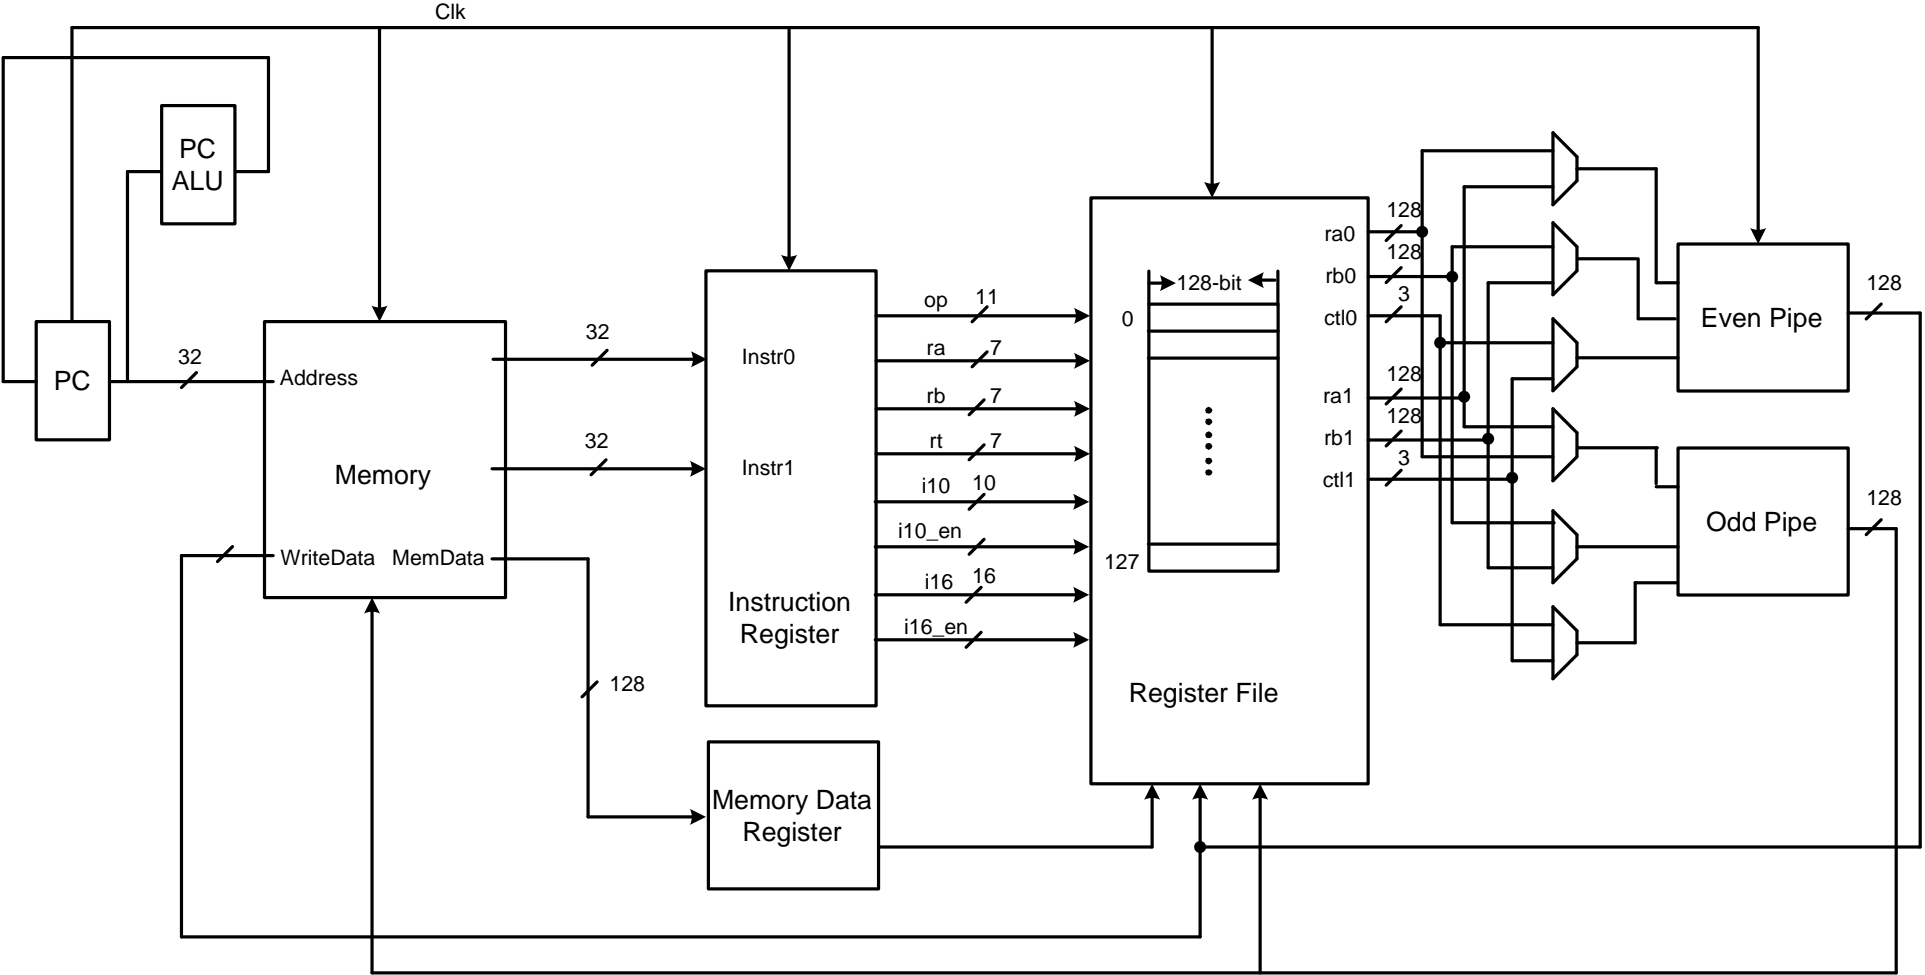 Clk
PC
ALU
PC
32
Address
Memory
WriteData
MemData
32
32
128
Instr0
Instr1
Instruction
Register
Memory Data
Register
op
11
ra
7
rb
7
rt
7
i10
10
i10_en
i16
16
i16_en
128-bit
0
127
Register File
ra0
128
rb0
128
ctl0
3
ra1
128
rb1
128
ctl1
3
Even Pipe
128
Odd Pipe
128